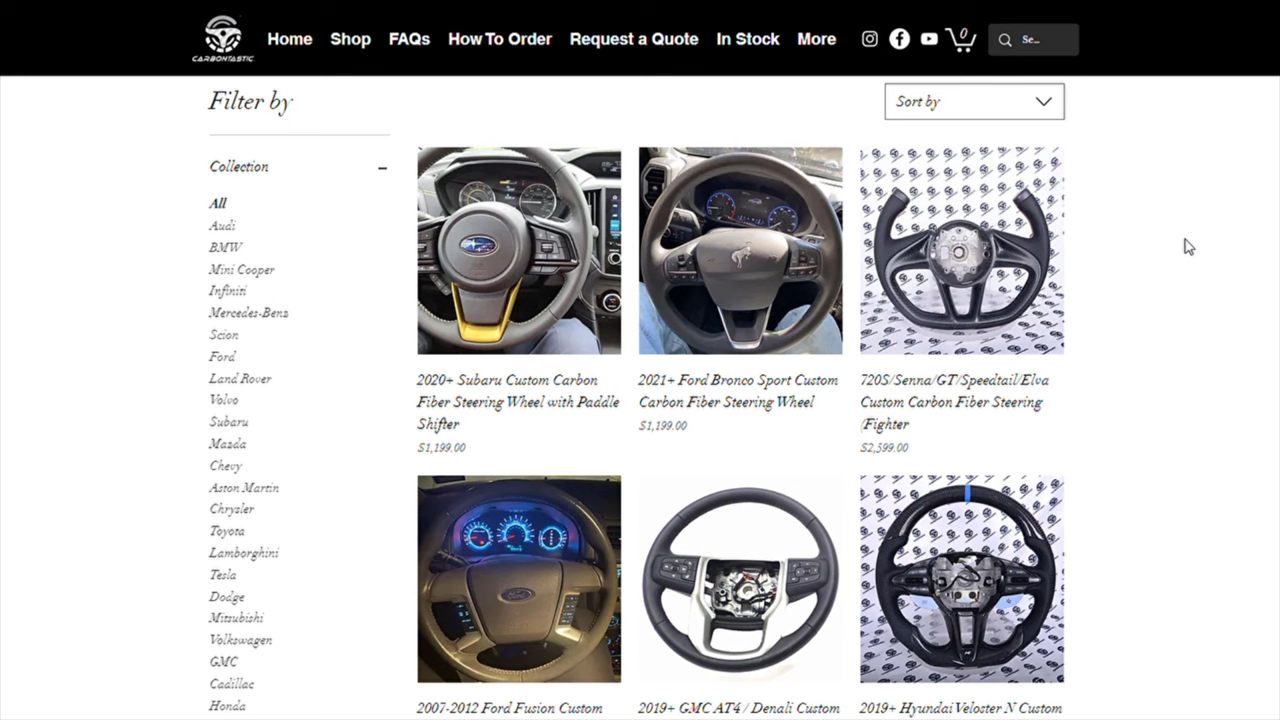 CARBONTASTIC
Home
Shop
FAQs
How To Order
Request a Quote
In Stock
More
0
Se...
Filter by
Sort by
Collection
All
Audi
BMW
Mini Cooper
Infiniti
Mercedes-Benz
Scion
Ford
Land Rover
Volvo
Subaru
Mazda
Chevy
Aston Martin
Chrysler
Toyota
Lamborghini
Tesla
Dodge
Mitsubishi
Volkswagen
GMC
Cadillac
Honda
2020+ Subaru Custom Carbon
Fiber Steering Wheel with Paddle
Shifter
$1,199.00
2021+ Ford Bronco Sport Custom
Carbon Fiber Steering Wheel
$1,199.00
720S/Senna/GT/Speedtail/Elva
Custom Carbon Fiber Steering
(Fighter
$2,599.00
Ford
2007-2012 Ford Fusion Custom
2019+ GMC AT4 / Denali Custom
2019+ Hyundai Veloster N Custom